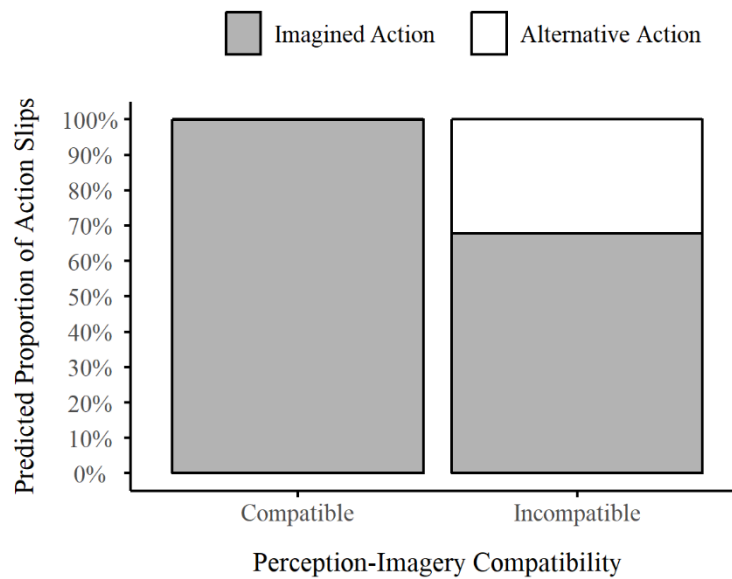 Imagined Action
Alternative Action
Predicted Proportion of Action Slips
100%
90%
80%
70%
60%
50%
40%
30%
20%
10%
0%
Compatible
Incompatible
Perception-Imagery Compatibility